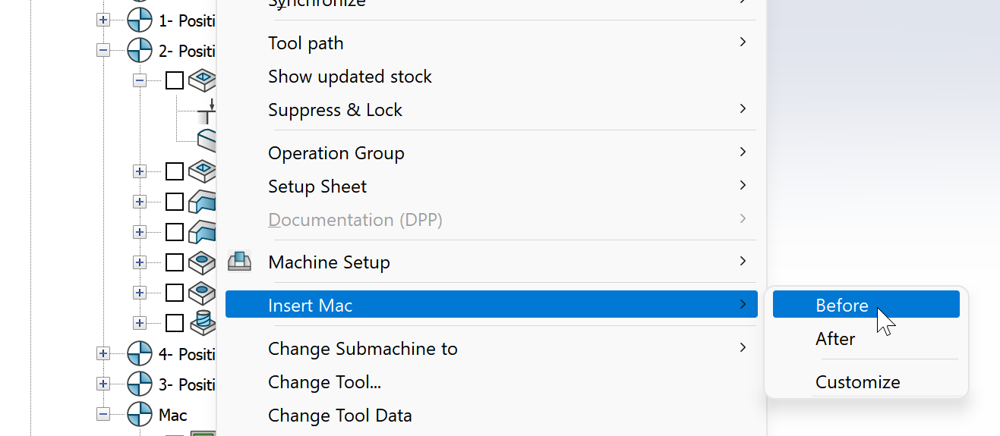 Synchronize
1- Positi
Tool path
2- Positi
Show updated stock
Suppress & Lock
Operation Group
Setup Sheet
Documentation (DPP)
Machine Setup
Insert Mac
Before
After
Change Submachine to
4- Positi
Customize
Change Tool...
3- Positi
Change Tool Data
Mac